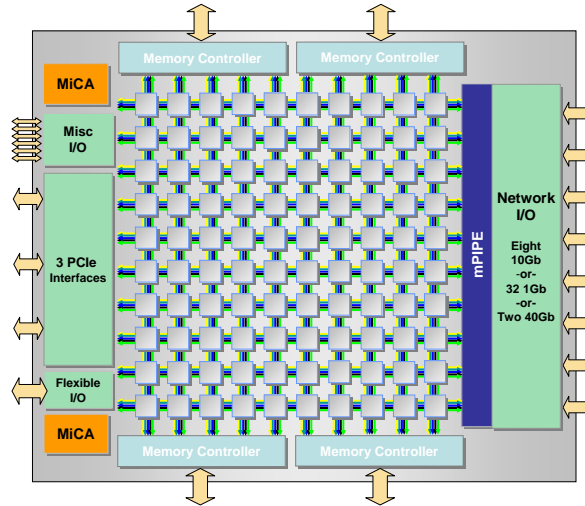 Memory Controller
Memory Controller
MiCA
Misc
I/O
3 PCIe
Interfaces
Flexible
I/O
MiCA
mPIPE
Network
I/O
Eight
10Gb
-or-
32 1Gb
-or-
Two 40Gb
Memory Controller
Memory Controller